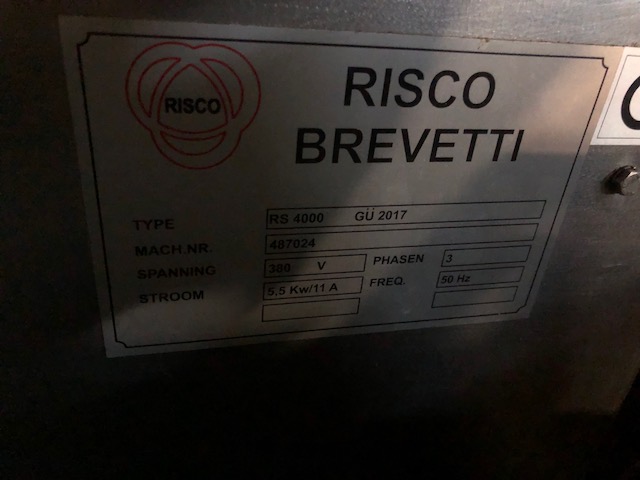 RISCO
RISCO
BREVETTI
TYPE RS 4000 GÜ 2017
MACH.NR. 487024
SPANNING 380 V PHASEN 3
STROOM 5.5 Kw/11 A FREQ. 50 Hz